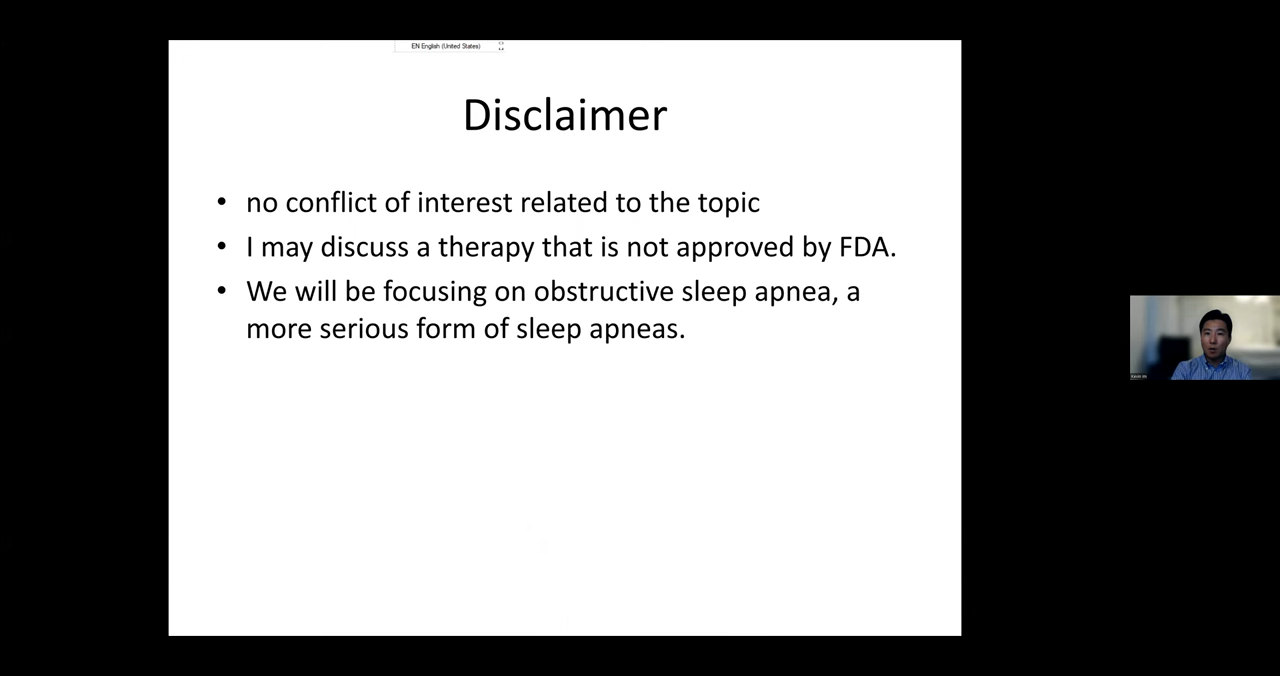 EN English (United States)
Disclaimer
• no conflict of interest related to the topic
• I may discuss a therapy that is not approved by FDA.
• We will be focusing on obstructive sleep apnea, a
more serious form of sleep apneas.